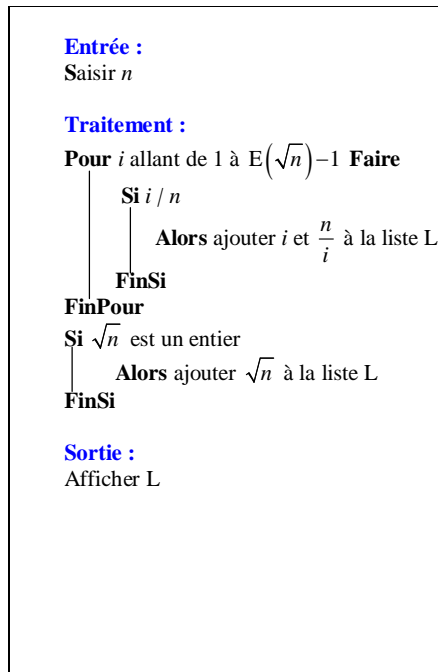 Entrée :
Saisir n
Traitement :
Pour i allant de 1 à E(√n)−1 Faire
Si i / n
Alors ajouter i et n/i à la liste L
FinSi
FinPour
Si √n est un entier
Alors ajouter √n à la liste L
FinSi
Sortie :
Afficher L